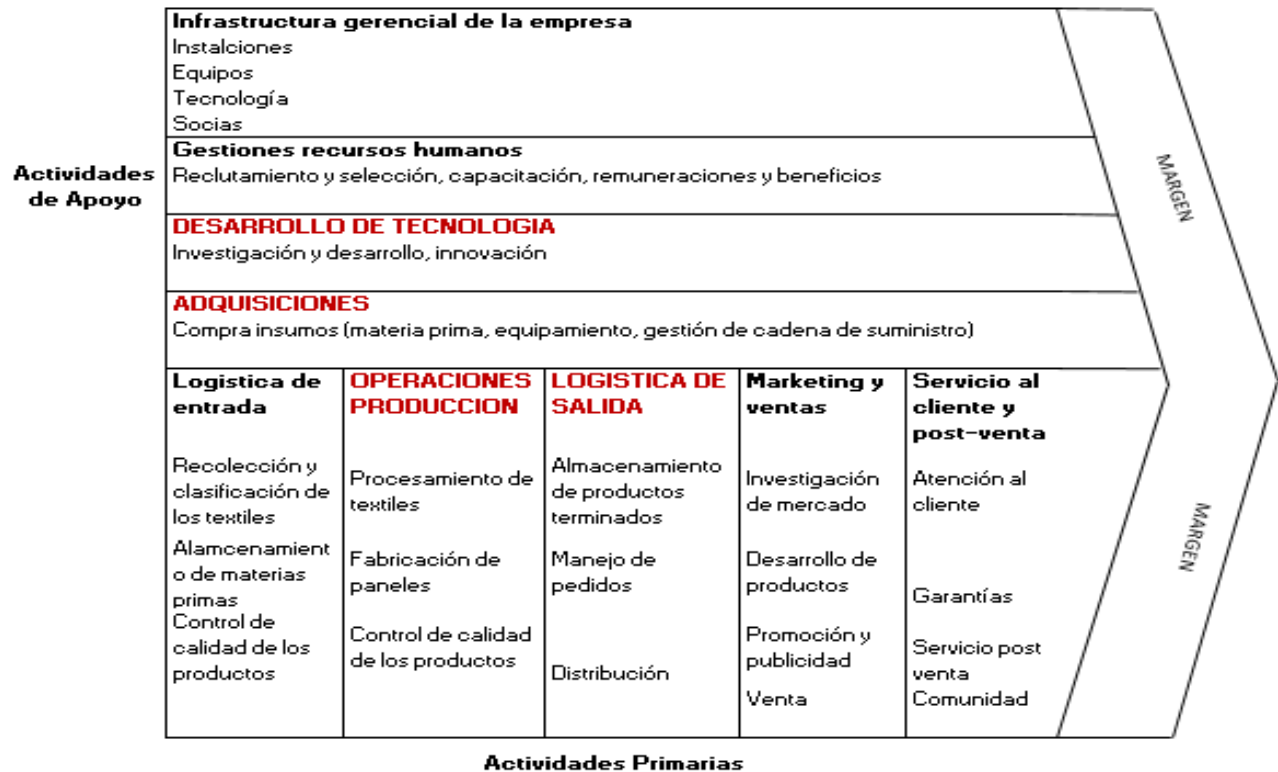 Infrastructura gerencial de la empresa
Instalciones
Equipos
Tecnología
Socias
Actividades
de Apoyo
Gestiones recursos humanos
Reclutamiento y selección, capacitación, remuneraciones y beneficios
DESARROLLO DE TECNOLOGIA
Investigación y desarrollo, innovación
ADQUISICIONES
Compra insumos (materia prima, equipamiento, gestión de cadena de suministro)
MARGEN
Logistica de
entrada
Recolección y
clasificación de
los textiles
Alamcenamient
o de materias
primas
Control de
calidad de los
productos
OPERACIONES
PRODUCCION
Procesamiento de
textiles
Fabricación de
paneles
Control de calidad
de los productos
LOGISTICA DE
SALIDA
Almacenamiento
de productos
terminados
Manejo de
pedidos
Distribución
Marketing y
ventas
Investigación
de mercado
Desarrollo de
productos
Promoción y
publicidad
Venta
Servicio al
cliente y
post-venta
Atención al
cliente
Garantías
Servicio post
venta
Comunidad
MARGEN
Actividades Primarias